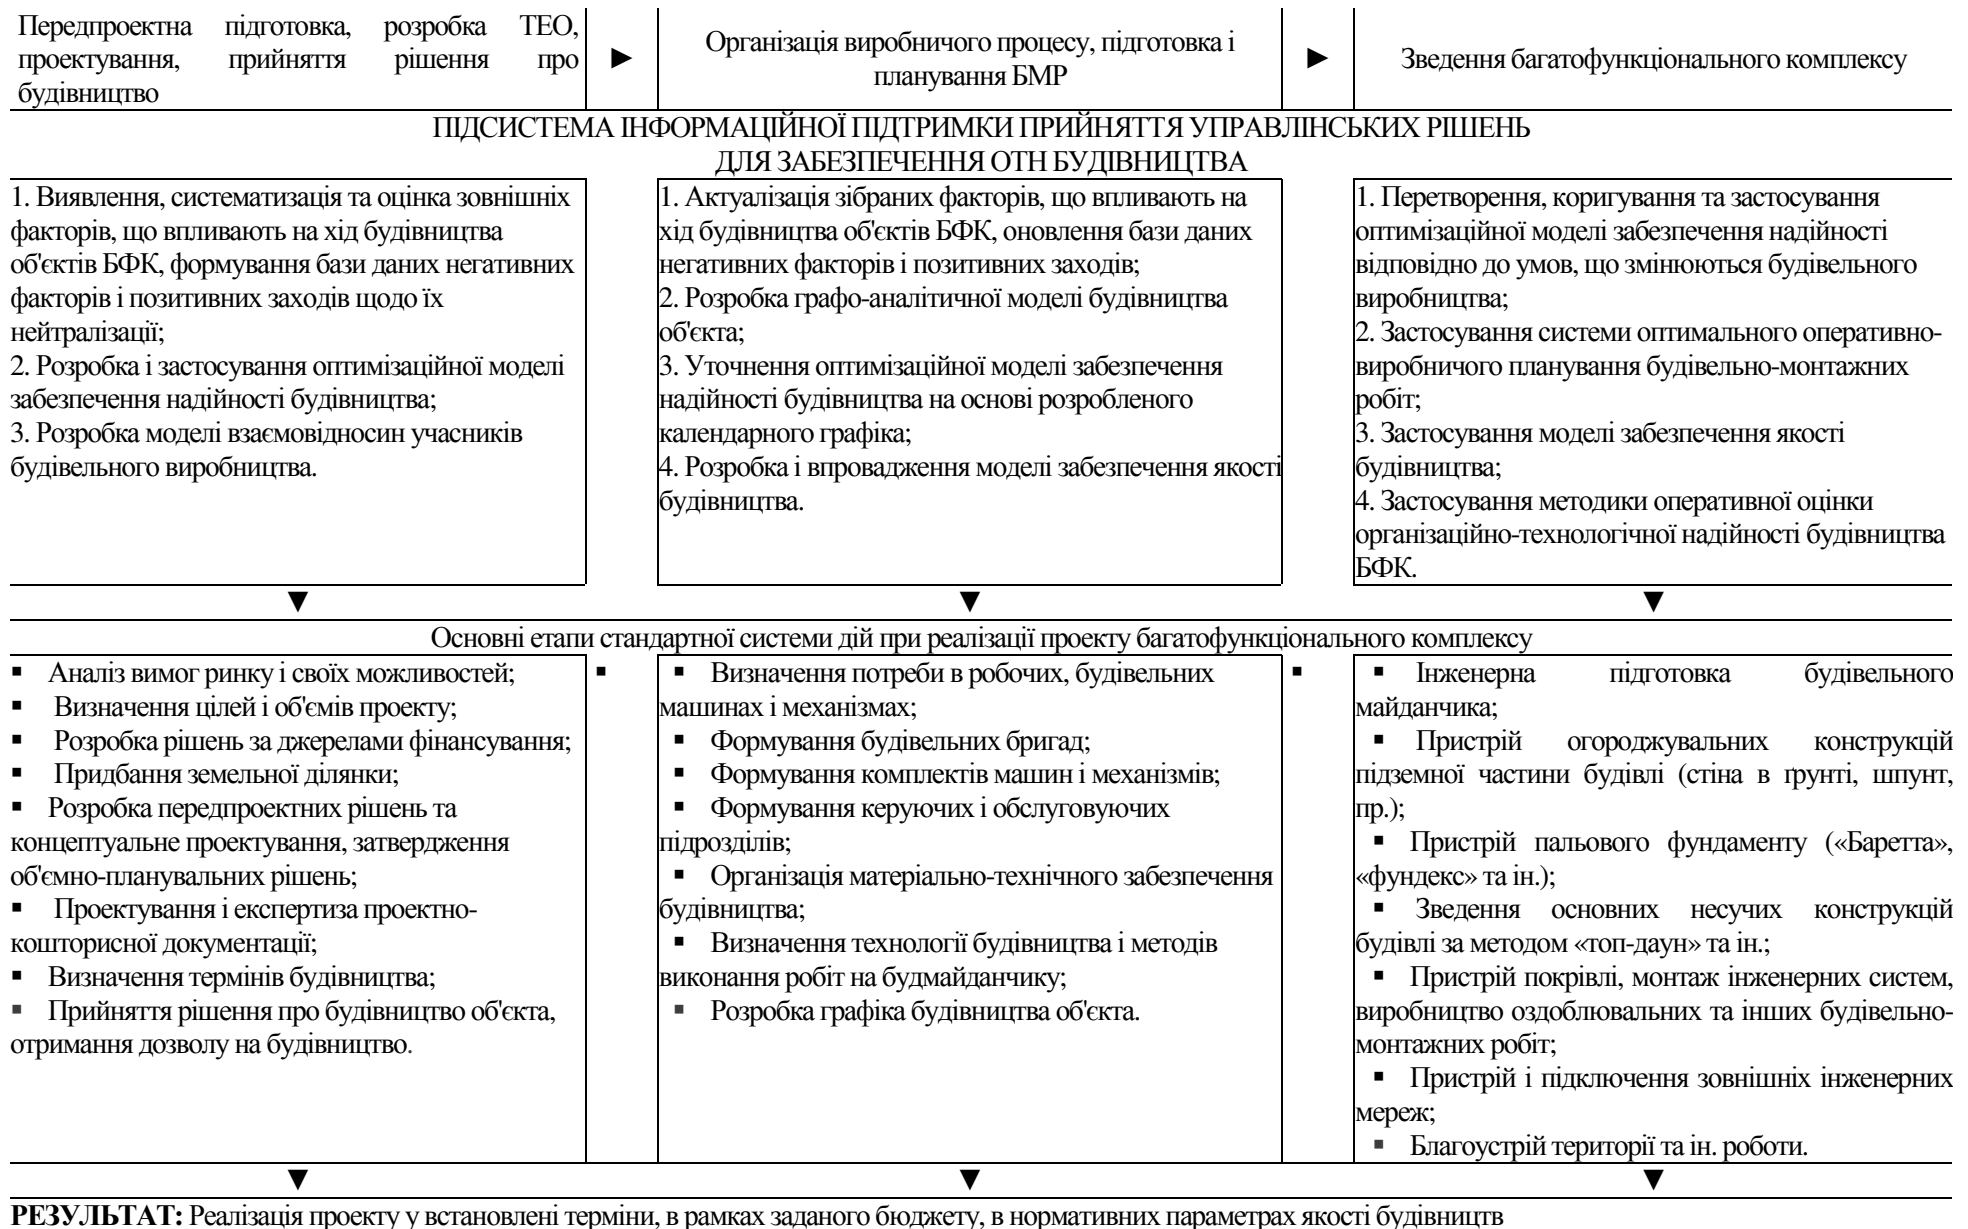 Передпроектна підготовка, розробка ТЕО,
проектування, прийняття рішення про
будівництво
►
Організація виробничого процесу, підготовка і
планування БМР
►
Зведення багатофункціонального комплексу
ПІДСИСТЕМА ІНФОРМАЦІЙНОЇ ПІДТРИМКИ ПРИЙНЯТТЯ УПРАВЛІНСЬКИХ РІШЕНЬ
ДЛЯ ЗАБЕЗПЕЧЕННЯ ОТН БУДІВНИЦТВА
1. Виявлення, систематизація та оцінка зовнішніх
факторів, що впливають на хід будівництва
об'єктів БФК, формування бази даних негативних
факторів і позитивних заходів щодо їх
нейтралізації;
2. Розробка і застосування оптимізаційної моделі
забезпечення надійності будівництва;
3. Розробка моделі взаємовідносин учасників
будівельного виробництва.
1. Актуалізація зібраних факторів, що впливають на
хід будівництва об'єктів БФК, оновлення бази даних
негативних факторів і позитивних заходів;
2. Розробка графо-аналітичної моделі будівництва
об'єкта;
3. Уточнення оптимізаційної моделі забезпечення
надійності будівництва на основі розробленого
календарного графіка;
4. Розробка і впровадження моделі забезпечення якості
будівництва.
1. Перетворення, коригування та застосування
оптимізаційної моделі забезпечення надійності
відповідно до умов, що змінюються будівельного
виробництва;
2. Застосування системи оптимального оперативно-
виробничого планування будівельно-монтажних
робіт;
3. Застосування моделі забезпечення якості
будівництва;
4. Застосування методики оперативної оцінки
організаційно-технологічної надійності будівництва
БФК.
▼ ▼ ▼
Основні етапи стандартної системи дій при реалізації проекту багатофункціонального комплексу
▪ Аналіз вимог ринку і своїх можливостей;
▪ Визначення цілей і об'ємів проекту;
▪ Розробка рішень за джерелами фінансування;
▪ Придбання земельної ділянки;
▪ Розробка передпроектних рішень та
концептуальне проектування, затвердження
об'ємно-планувальних рішень;
▪ Проектування і експертиза проектно-
кошторисної документації;
▪ Визначення термінів будівництва;
▪ Прийняття рішення про будівництво об'єкта,
отримання дозволу на будівництво.
▪
▪ Визначення потреби в робочих, будівельних
машинах і механізмах;
▪ Формування будівельних бригад;
▪ Формування комплектів машин і механізмів;
▪ Формування керуючих і обслуговуючих
підрозділів;
▪ Організація матеріально-технічного забезпечення
будівництва;
▪ Визначення технології будівництва і методів
виконання робіт на будмайданчику;
▪ Розробка графіка будівництва об'єкта.
▪
▪ Інженерна підготовка будівельного
майданчика;
▪ Пристрій огороджувальних конструкцій
підземної частини будівлі (стіна в ґрунті, шпунт,
пр.);
▪ Пристрій пальового фундаменту («Баретта»,
«фундекс» та ін.);
▪ Зведення основних несучих конструкцій
будівлі за методом «топ-даун» та ін.;
▪ Пристрій покрівлі, монтаж інженерних систем,
виробництво оздоблювальних та інших будівельно-
монтажних робіт;
▪ Пристрій і підключення зовнішніх інженерних
мереж;
▪ Благоустрій території та ін. роботи.
▼ ▼ ▼
РЕЗУЛЬТАТ: Реалізація проекту у встановлені терміни, в рамках заданого бюджету, в нормативних параметрах якості будівництв